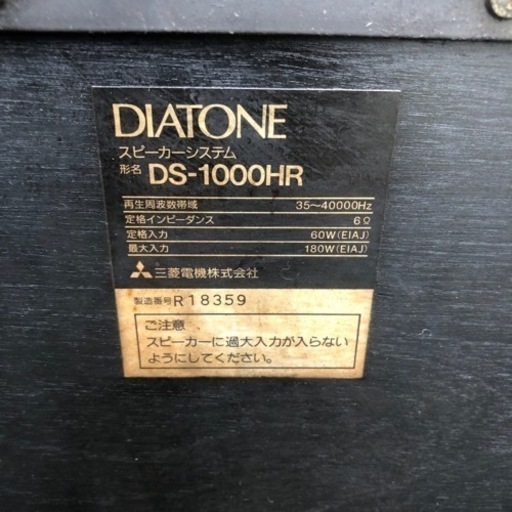 DIATONE
スピーカーシステム
形名 DS-1000HR
再生周波数帯域 35～40000Hz
定格インピーダンス 6Ω
定格入力 60W(EIAJ)
最大入力 180W(EIAJ)
三菱電機株式会社
製造番号 R18359
ご注意
スピーカーに過大入力が入らない
ようにしてください。